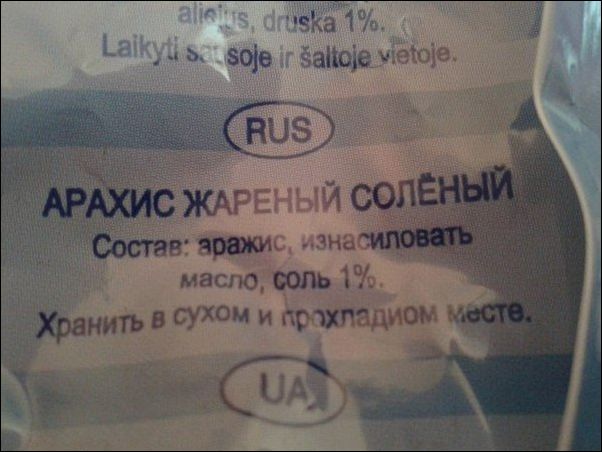 aliejus, druska 1%.
Laikyti sausoje ir šaltoje vietoje.
RUS
АРАХИС ЖАРЕНЫЙ СОЛЁНЫЙ
Состав: аражис, изнасиловать
масло, соль 1%.
Хранить в сухом и прохладиом месте.
UA